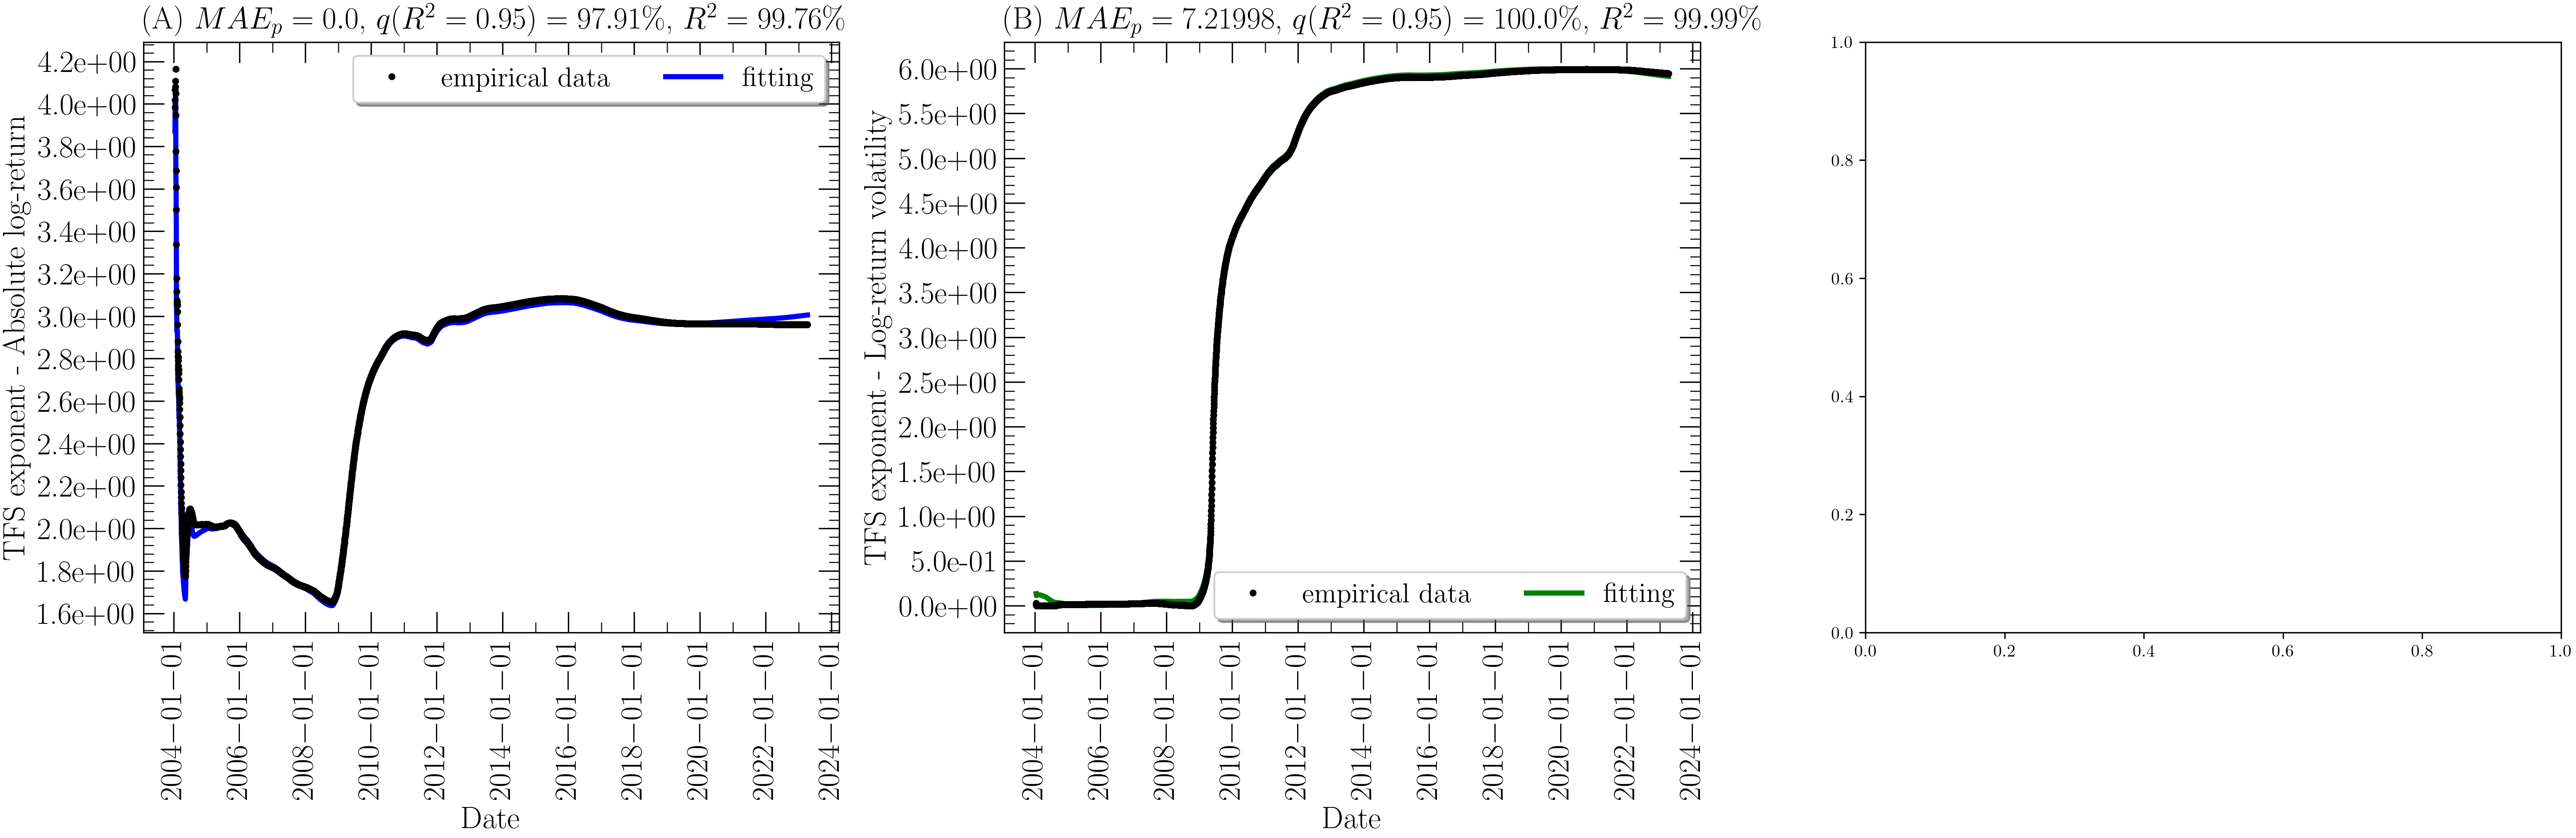 (A) MAE_p = 0.0, q(R^2 = 0.95) = 97.91%, R^2 = 99.76%
TFS exponent - Absolute log-return
4.2e+00
4.0e+00
3.8e+00
3.6e+00
3.4e+00
3.2e+00
3.0e+00
2.8e+00
2.6e+00
2.4e+00
2.2e+00
2.0e+00
1.8e+00
1.6e+00
empirical data
fitting
2004−01−01
2006−01−01
2008−01−01
2010−01−01
2012−01−01
2014−01−01
2016−01−01
2018−01−01
2020−01−01
2022−01−01
2024−01−01
Date
(B) MAE_p = 7.21998, q(R^2 = 0.95) = 100.0%, R^2 = 99.99%
TFS exponent - Log-return volatility
6.0e+00
5.5e+00
5.0e+00
4.5e+00
4.0e+00
3.5e+00
3.0e+00
2.5e+00
2.0e+00
1.5e+00
1.0e+00
5.0e-01
0.0e+00
empirical data
fitting
2004−01−01
2006−01−01
2008−01−01
2010−01−01
2012−01−01
2014−01−01
2016−01−01
2018−01−01
2020−01−01
2022−01−01
2024−01−01
Date
1.0
0.8
0.6
0.4
0.2
0.0
0.0
0.2
0.4
0.6
0.8
1.0